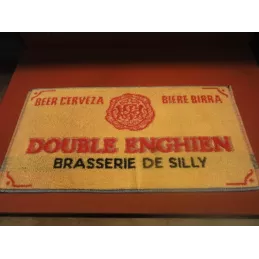 BEER CERVEZA BIERE BIRRA
DOUBLE ENGHIEN
BRASSERIE DE SILLY